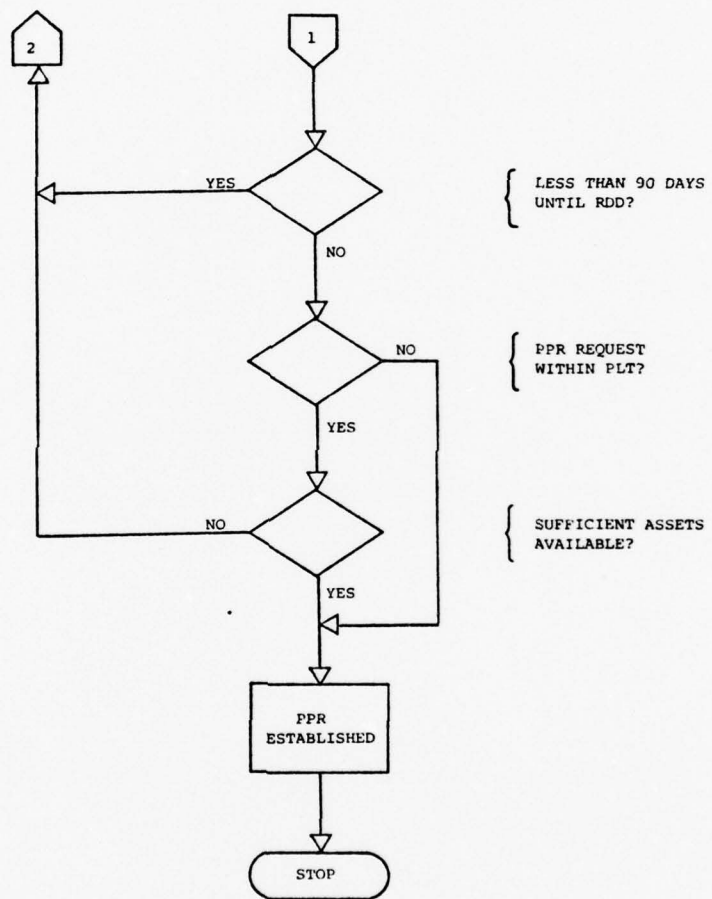 2
1
YES
LESS THAN 90 DAYS
UNTIL RDD?
NO
NO
PPR REQUEST
WITHIN PLT?
YES
NO
SUFFICIENT ASSETS
AVAILABLE?
YES
PPR
ESTABLISHED
STOP